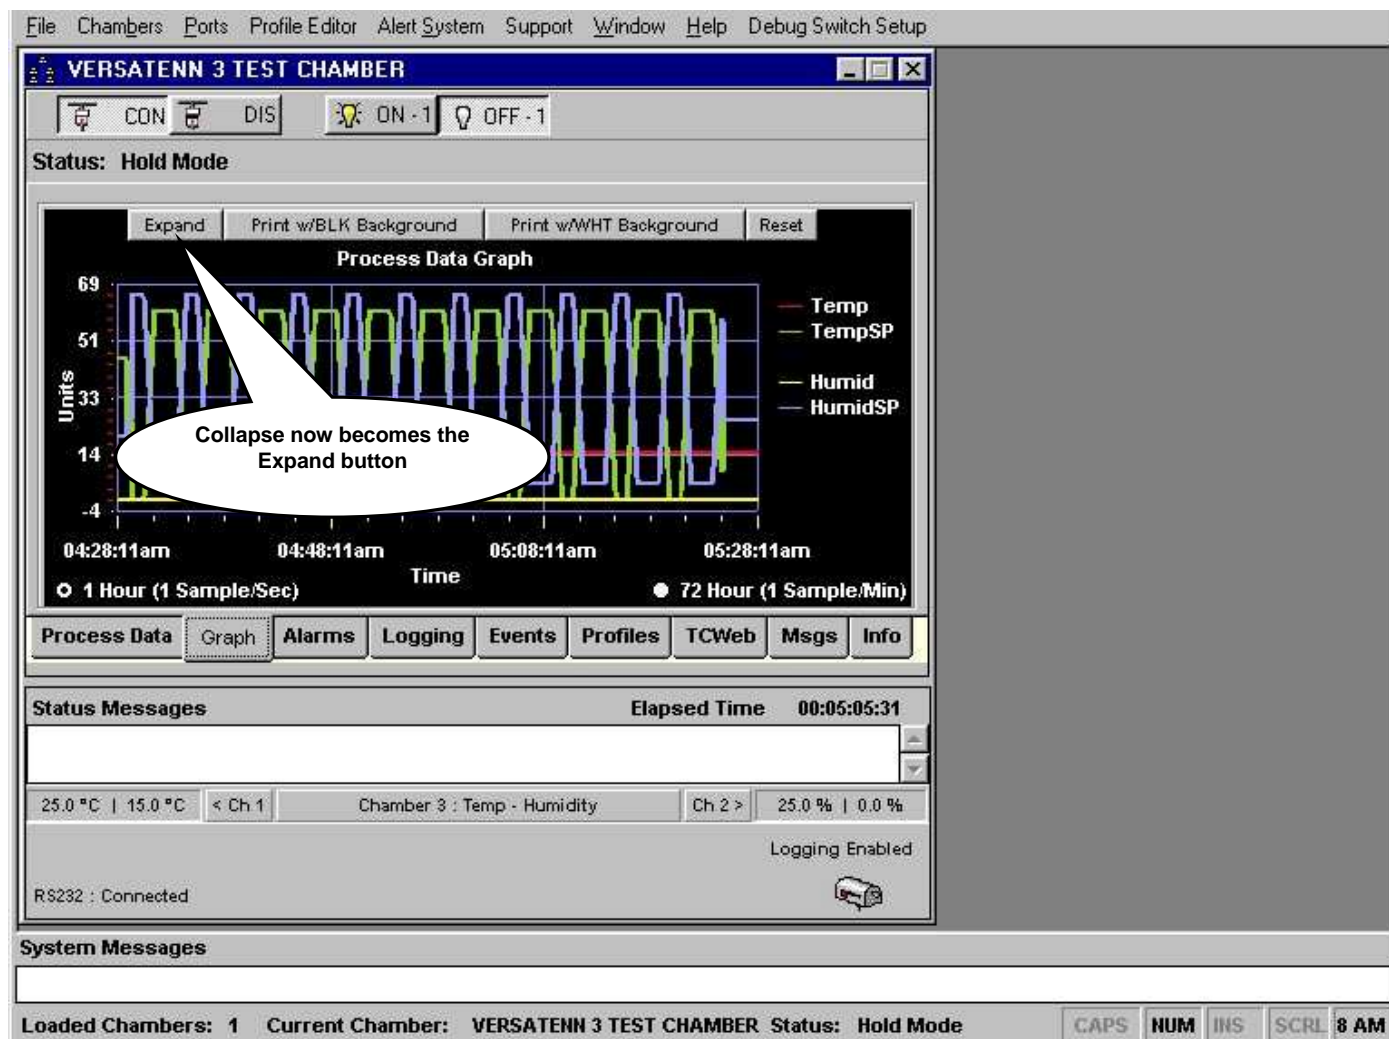 File Chambers Ports Profile Editor Alert System Support Window Help Debug Switch Setup
VERSATENN 3 TEST CHAMBER
CON DIS ON - 1 OFF - 1
Status: Hold Mode
Expand Print w/BLK Background Print w/WHT Background Reset
Process Data Graph
69
51
33
14
-4
Units
Temp
TempSP
Humid
HumidSP
Collapse now becomes the
Expand button
04:28:11am 04:48:11am 05:08:11am 05:28:11am
Time
1 Hour (1 Sample/Sec) 72 Hour (1 Sample/Min)
Process Data Graph Alarms Logging Events Profiles TCWeb Msgs Info
Status Messages Elapsed Time 00:05:05:31
25.0 °C | 15.0 °C < Ch 1 Chamber 3 : Temp - Humidity Ch 2 > 25.0 % | 0.0 %
Logging Enabled
RS232 : Connected
System Messages
Loaded Chambers: 1 Current Chamber: VERSATENN 3 TEST CHAMBER Status: Hold Mode CAPS NUM INS SCRL 8 AM